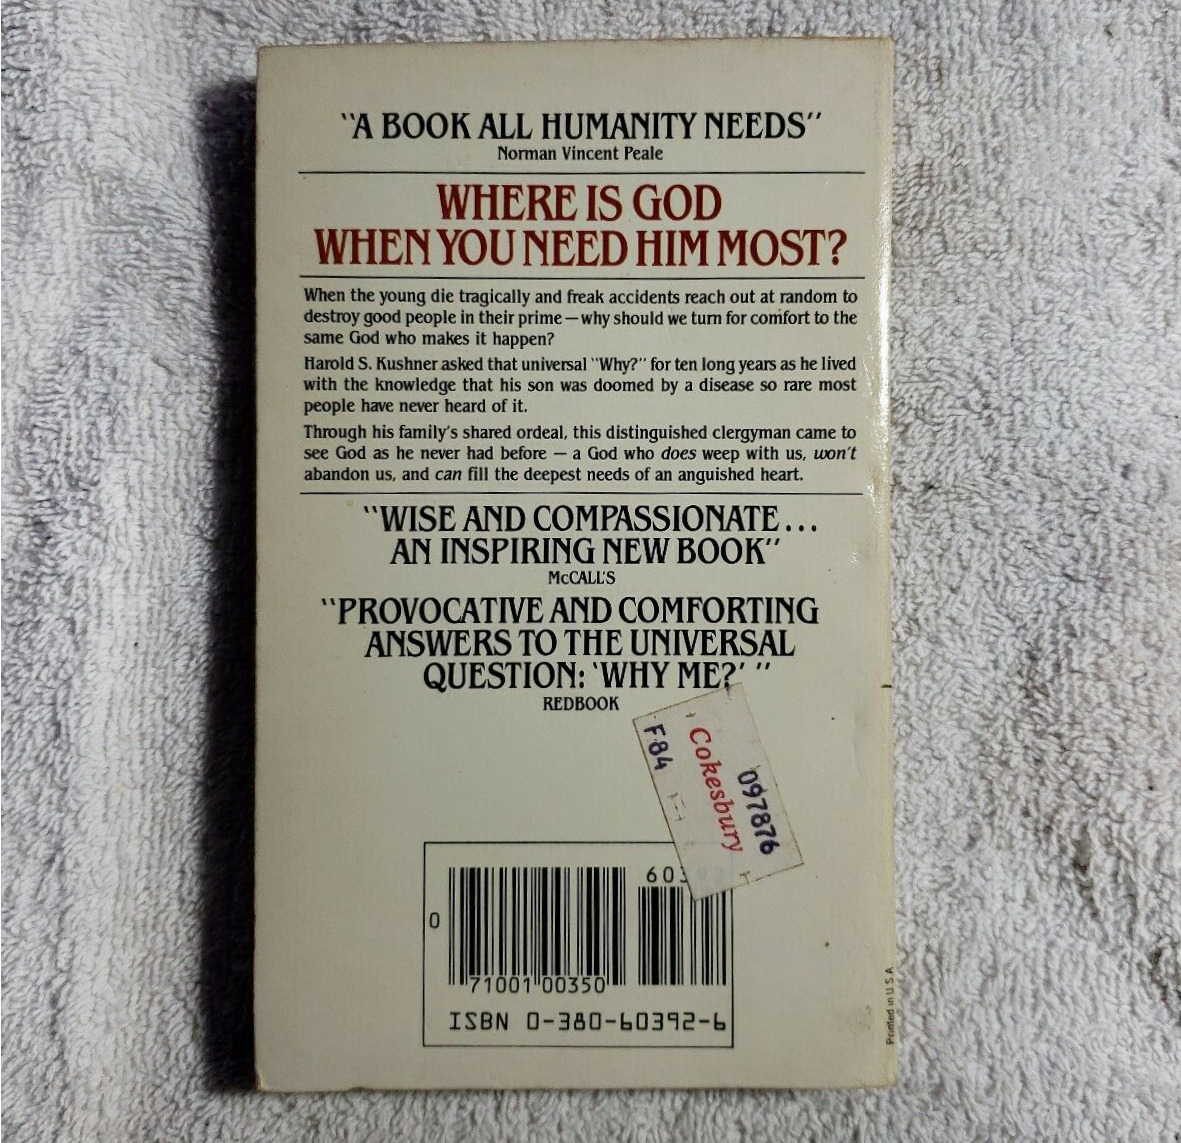 "A BOOK ALL HUMANITY NEEDS"
Norman Vincent Peale
WHERE IS GOD
WHEN YOU NEED HIM MOST?
When the young die tragically and freak accidents reach out at random to
destroy good people in their prime — why should we turn for comfort to the
same God who makes it happen?
Harold S. Kushner asked that universal "Why?" for ten long years as he lived
with the knowledge that his son was doomed by a disease so rare most
people have never heard of it.
Through his family's shared ordeal, this distinguished clergyman came to
see God as he never had before — a God who does weep with us, won't
abandon us, and can fill the deepest needs of an anguished heart.
"WISE AND COMPASSIONATE...
AN INSPIRING NEW BOOK"
McCALL'S
"PROVOCATIVE AND COMFORTING
ANSWERS TO THE UNIVERSAL
QUESTION: 'WHY ME?' "
REDBOOK
097876
Cokesbury
F84
60392
0
71001 00350
ISBN 0-380-60392-6
Printed in U.S.A.